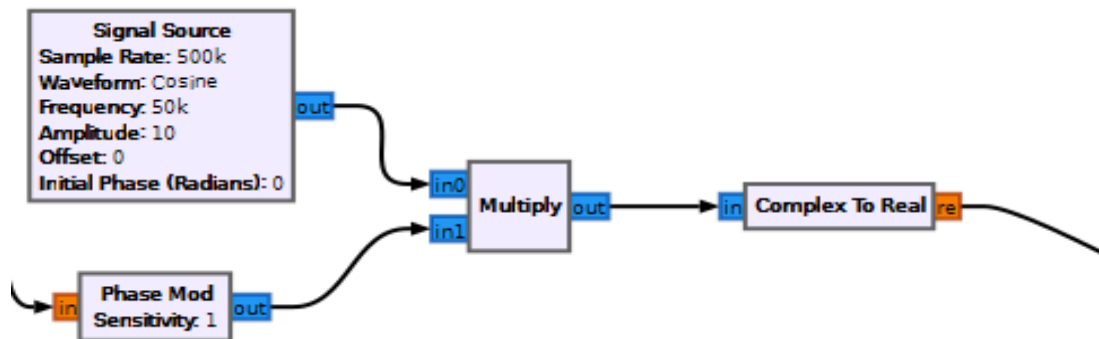 Signal Source
Sample Rate: 500k
Waveform: Cosine
Frequency: 50k
Amplitude: 10
Offset: 0
Initial Phase (Radians): 0
out
in0
in1
Multiply
out
in
Complex To Real
re
in
Phase Mod
Sensitivity: 1
out